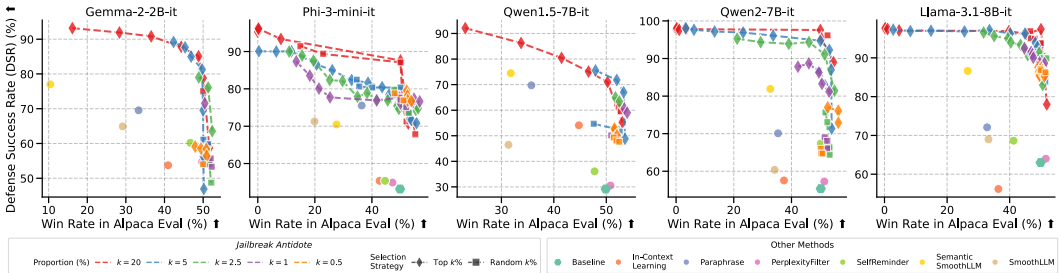 Gemma-2-2B-it Phi-3-mini-it Qwen1.5-7B-it Qwen2-7B-it Llama-3.1-8B-it
Defense Success Rate (DSR) (%) ⬆
90 80 70 60 50
100 90 80 70 60
90 80 70 60 50 40 30
100 90 80 70 60 50
100 90 80 70 60
10 20 30 40 50
0 20 40
30 40 50
0 20 40
0 20 40
Win Rate in Alpaca Eval (%) ⬆ Win Rate in Alpaca Eval (%) ⬆ Win Rate in Alpaca Eval (%) ⬆ Win Rate in Alpaca Eval (%) ⬆ Win Rate in Alpaca Eval (%) ⬆
Jailbreak Antidote
Proportion (%) k = 20 k = 5 k = 2.5 k = 1 k = 0.5 Selection Strategy Top k% Random k%
Other Methods
Baseline In-Context Learning Paraphrase PerplexityFilter SelfReminder Semantic SmoothLLM SmoothLLM